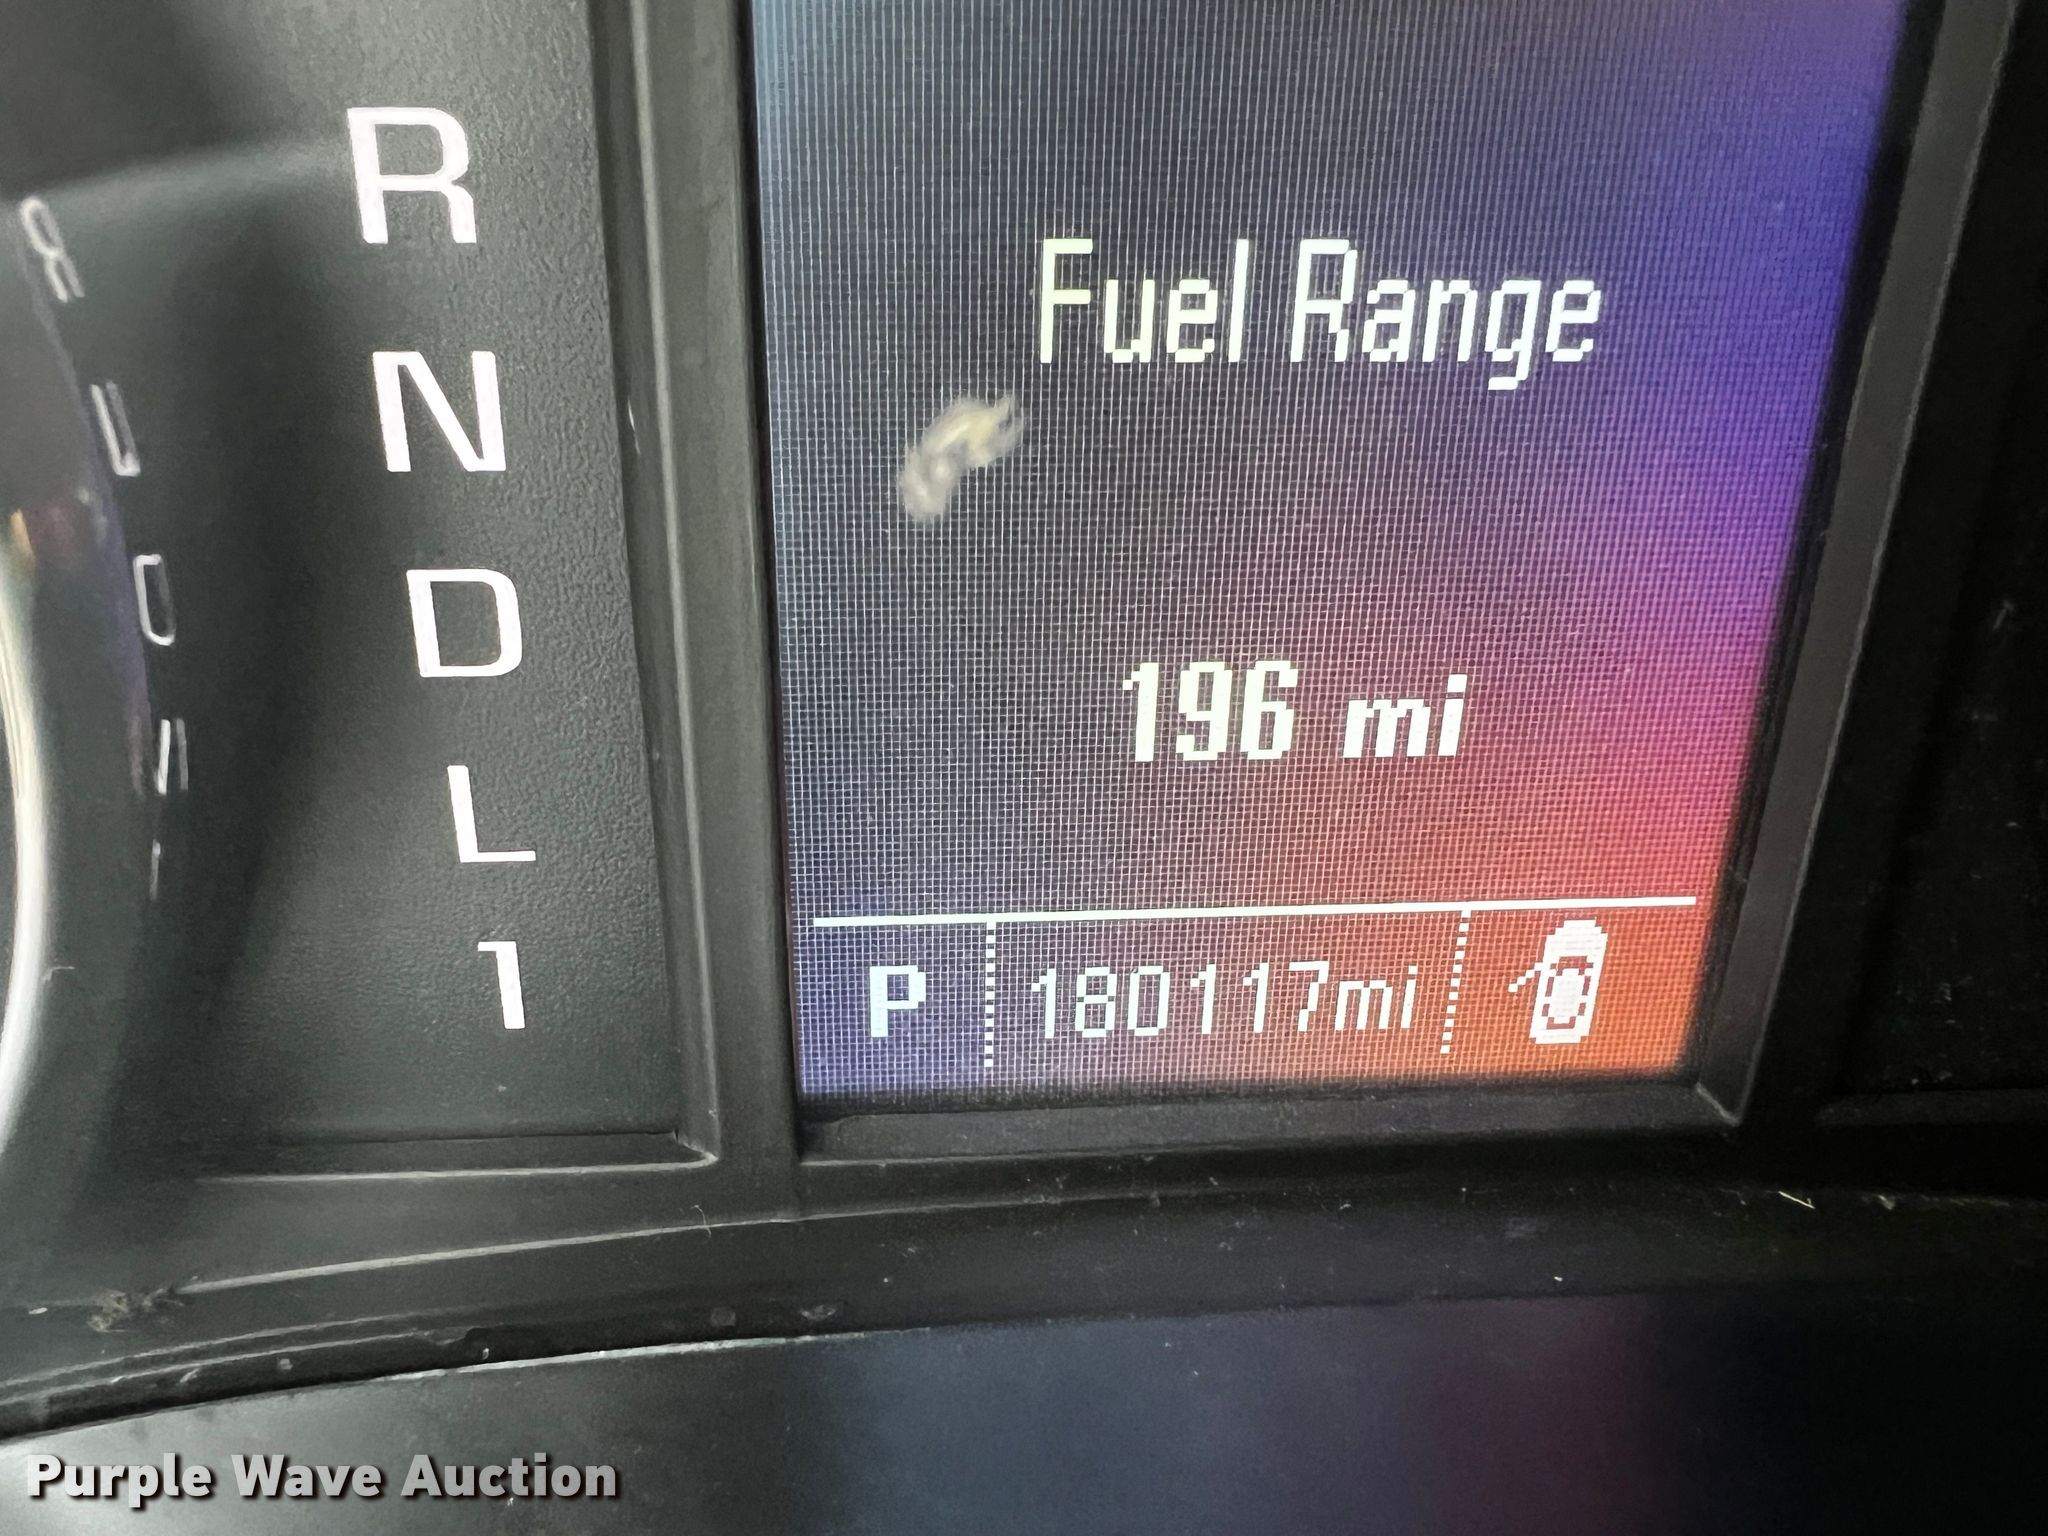 R
N
D
L
1
Fuel Range
196 mi
P 180117mi
Purple Wave Auction